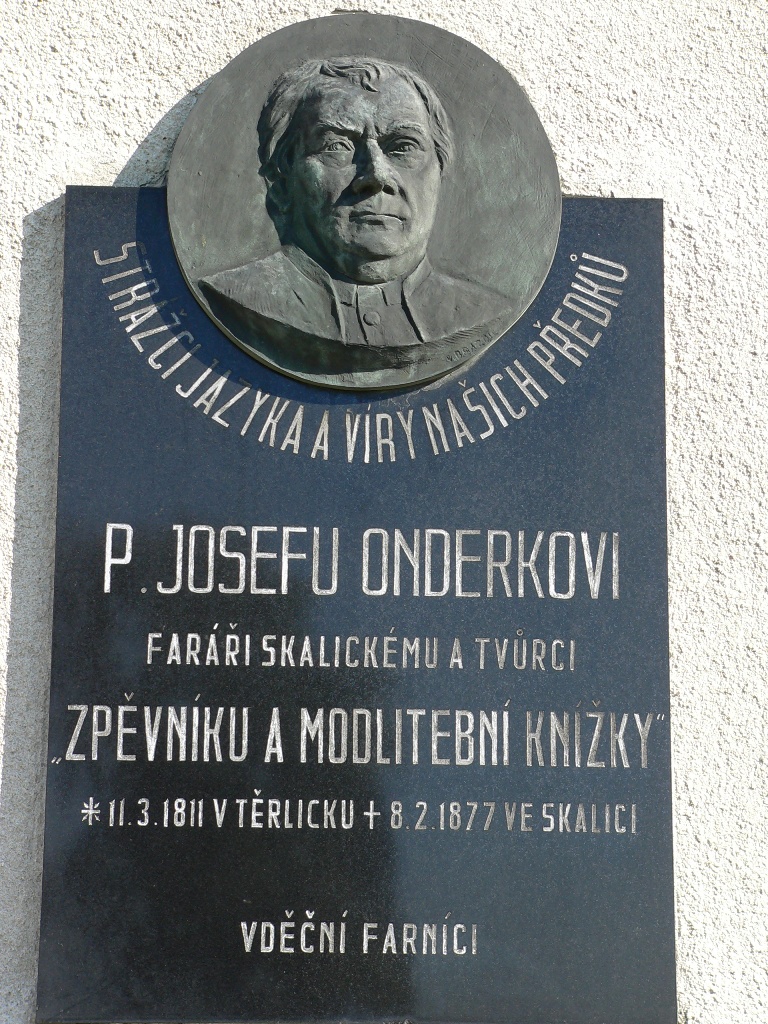 STRÁŽCI JAZYKA A VÍRY NAŠICH PŘEDKŮ
P. JOSEFU ONDERKOVI
FARÁŘI SKALICKÉMU A TVŮRCI
„ZPĚVNÍKU A MODLITEBNÍ KNÍŽKY"
* 11.3.1811 V TĚRLICKU + 8.2.1877 VE SKALICI
VDĚČNÍ FARNÍCI